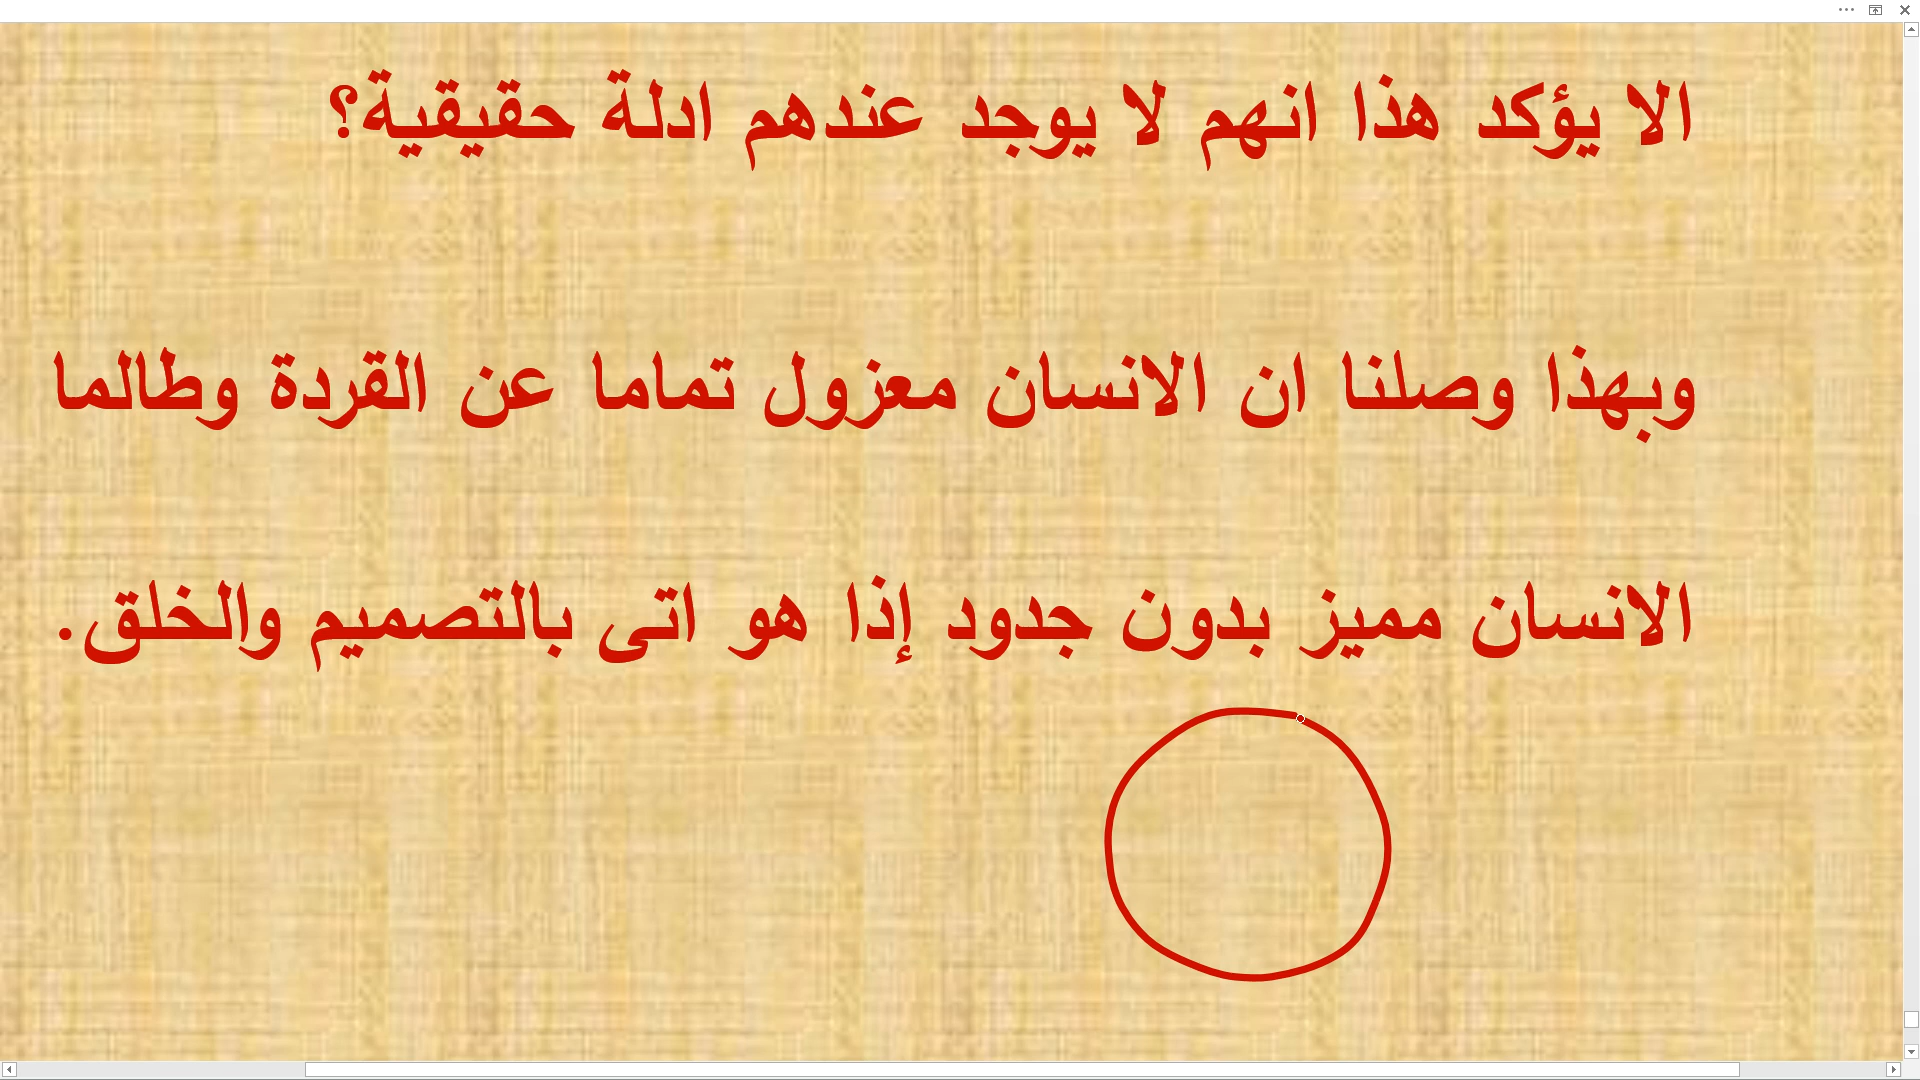 الا يؤكد هذا انهم لا يوجد عندهم ادلة حقيقية؟
وبهذا وصلنا ان الانسان معزول تماما عن القردة وطالما
الانسان مميز بدون جدود إذا هو اتى بالتصميم والخلق.